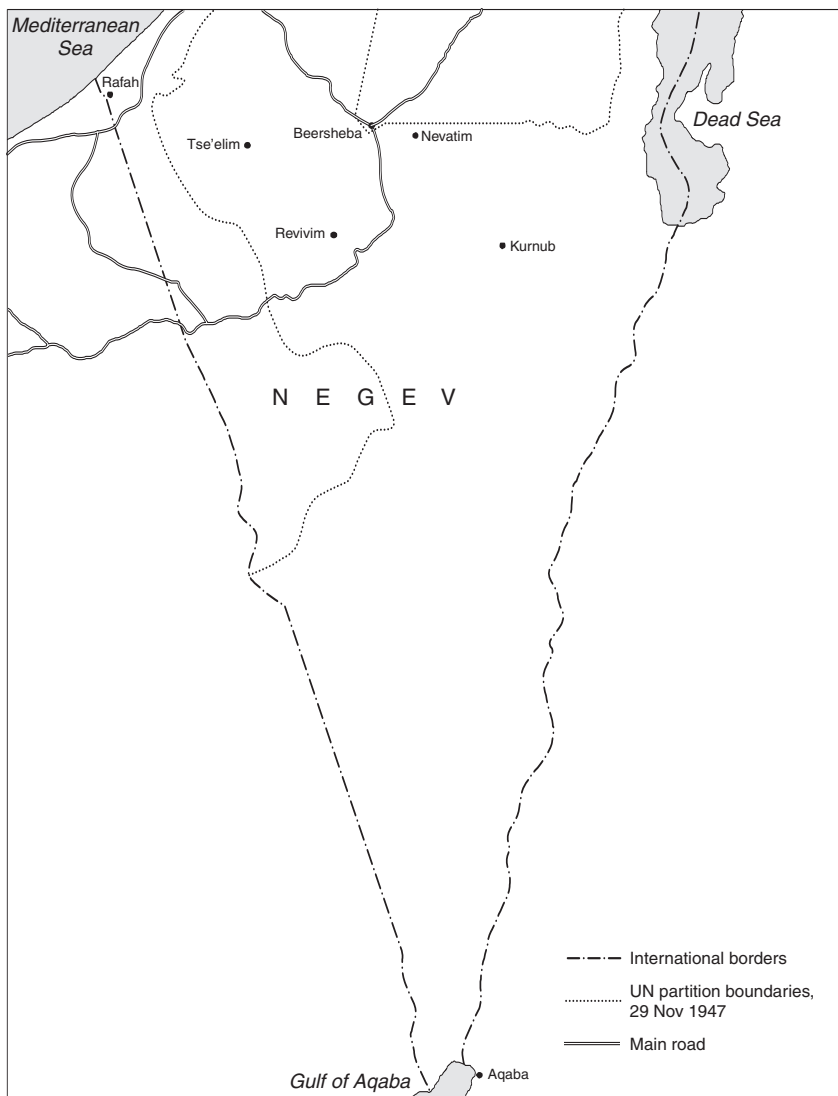 Mediterranean
Sea
Rafah
Dead Sea
Beersheba
Nevatim
Tse'elim
Revivim
Kurnub
N E G E V
International borders
UN partition boundaries,
29 Nov 1947
Main road
Gulf of Aqaba
Aqaba